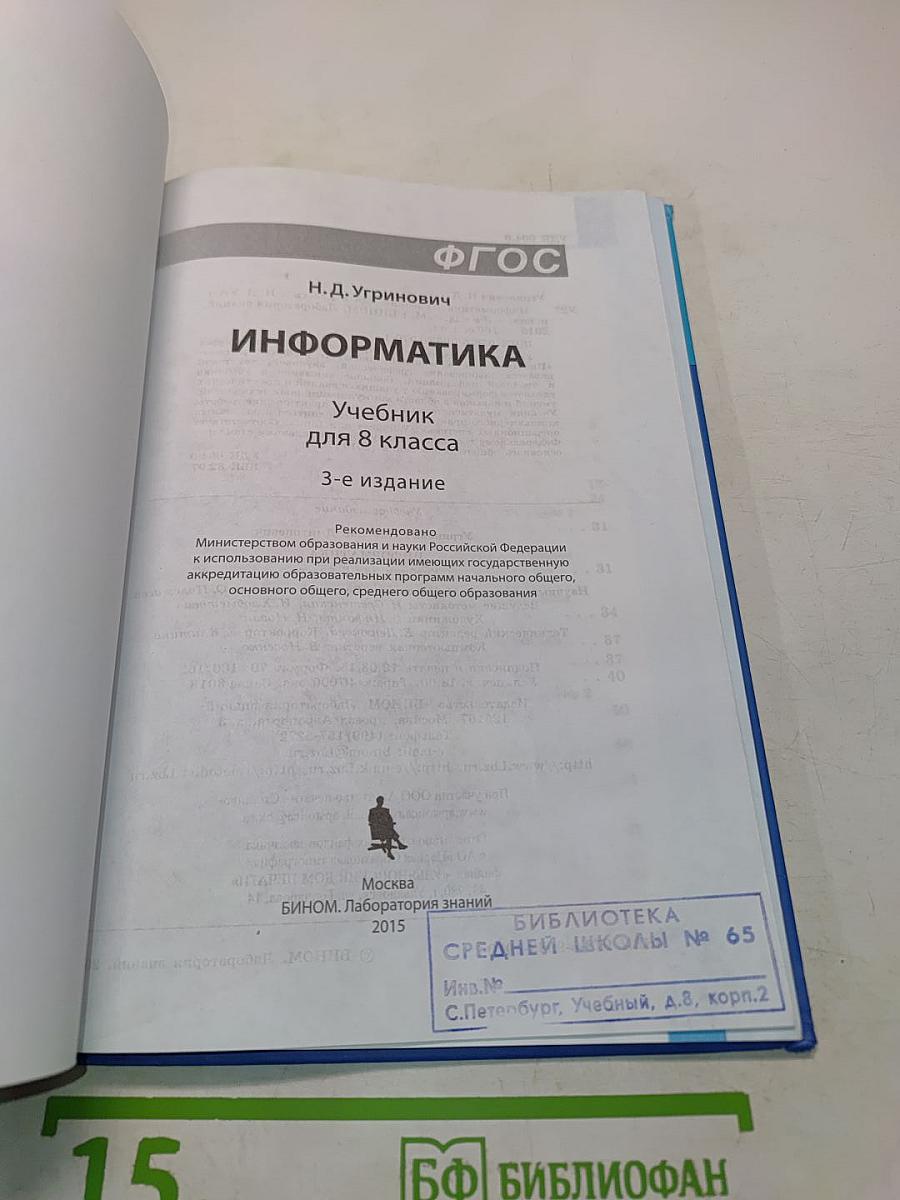 ФГОС
Н. Д. Угринович
ИНФОРМАТИКА
Учебник
для 8 класса
3-е издание
Рекомендовано
Министерством образования и науки Российской Федерации
к использованию при реализации имеющих государственную
аккредитацию образовательных программ начального общего,
основного общего, среднего общего образования
Москва
БИНОМ. Лаборатория знаний
2015
БИБЛИОТЕКА
СРЕДНЕЙ ШКОЛЫ № 65
Инв.№
С.Петербург, Учебный, д.8, корп.2
15
БФ БИБЛИОФАН